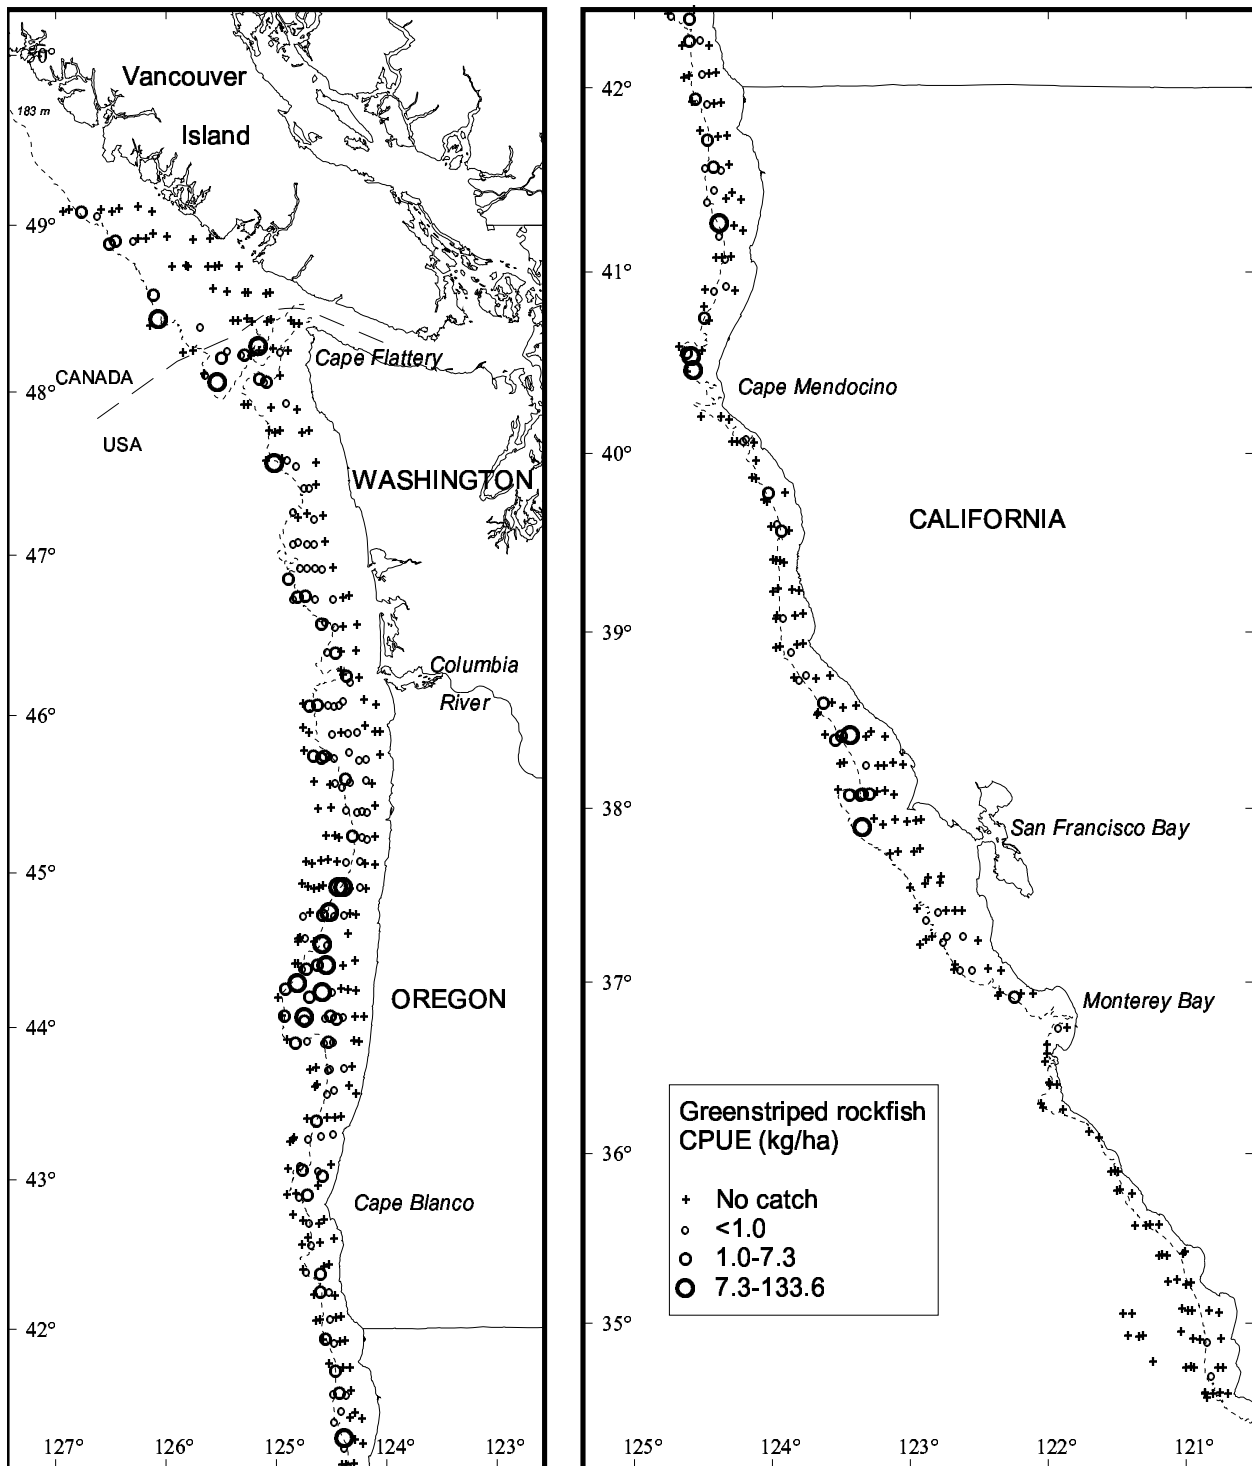 50°
Vancouver
Island
183 m
49°
Cape Flattery
CANADA
48°
USA
WASHINGTON
47°
Columbia
River
46°
45°
OREGON
44°
43°
Cape Blanco
42°
127°
126°
125°
124°
123°
42°
41°
Cape Mendocino
40°
CALIFORNIA
39°
38°
San Francisco Bay
37°
Monterey Bay
Greenstriped rockfish
CPUE (kg/ha)
No catch
<1.0
1.0-7.3
7.3-133.6
36°
35°
125°
124°
123°
122°
121°